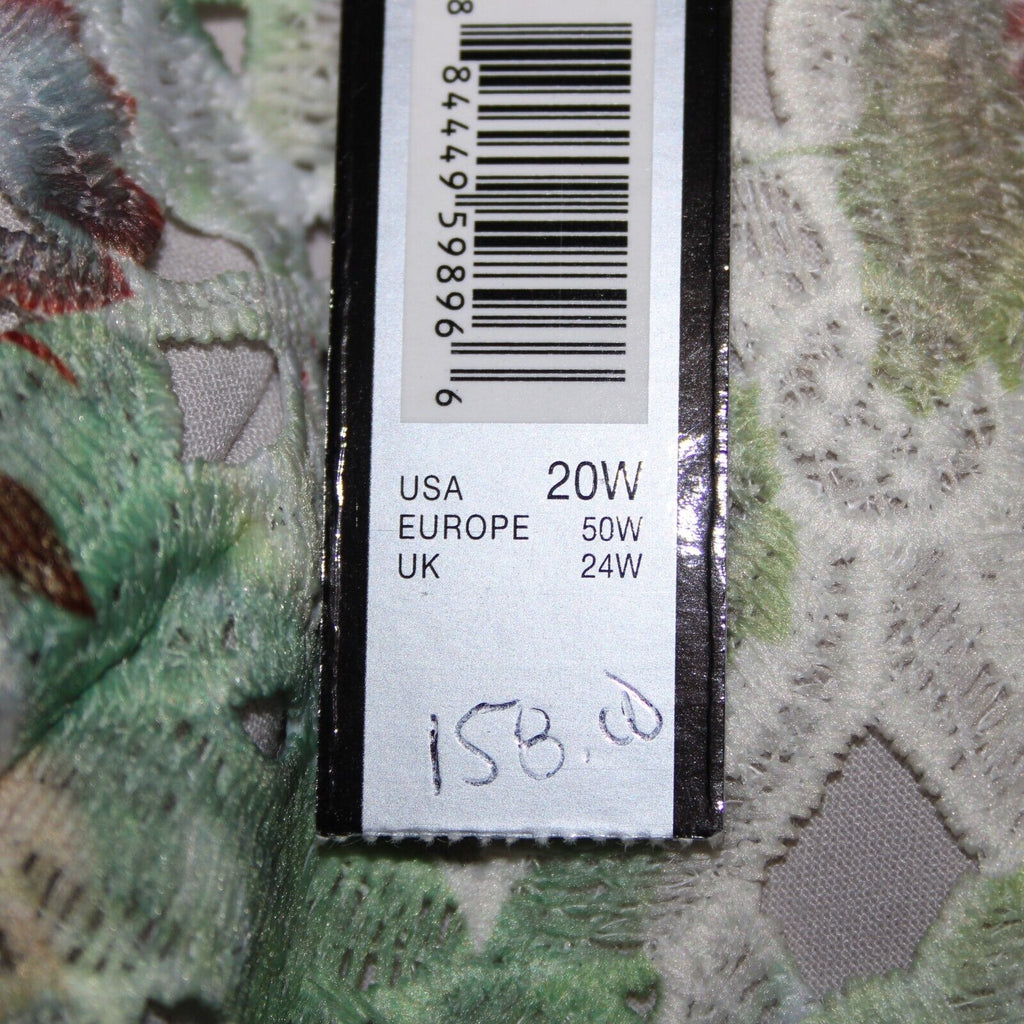 8 84449 59896 6
USA 20W
EUROPE 50W
UK 24W
158.00